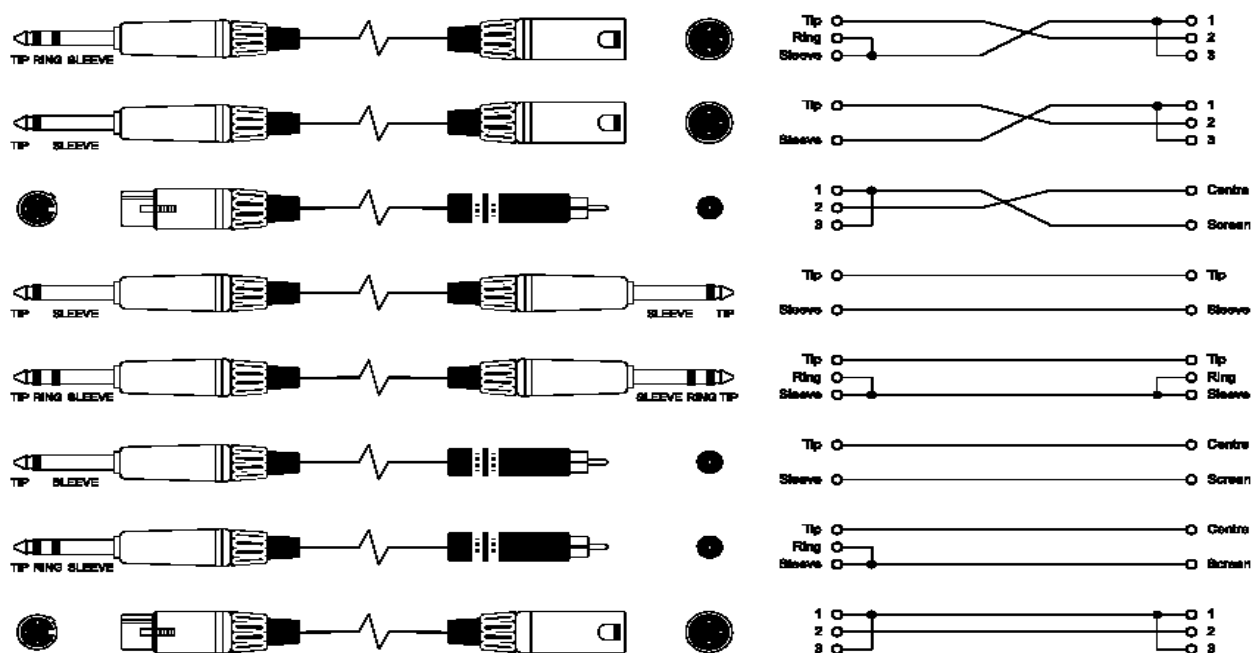 Tip 1
Ring 2
Sleeve 3
TIP RING SLEEVE
Tip 1
2
Sleeve 3
TIP SLEEVE
1 Centre
2
3 Screen
Tip Tip
Sleeve Sleeve
TIP SLEEVE SLEEVE TIP
Tip Tip
Ring Ring
Sleeve Sleeve
TIP RING SLEEVE SLEEVE RING TIP
Tip Centre
TIP SLEEVE
Sleeve Screen
Tip Centre
Ring
Sleeve Screen
TIP RING SLEEVE
1 1
2 2
3 3